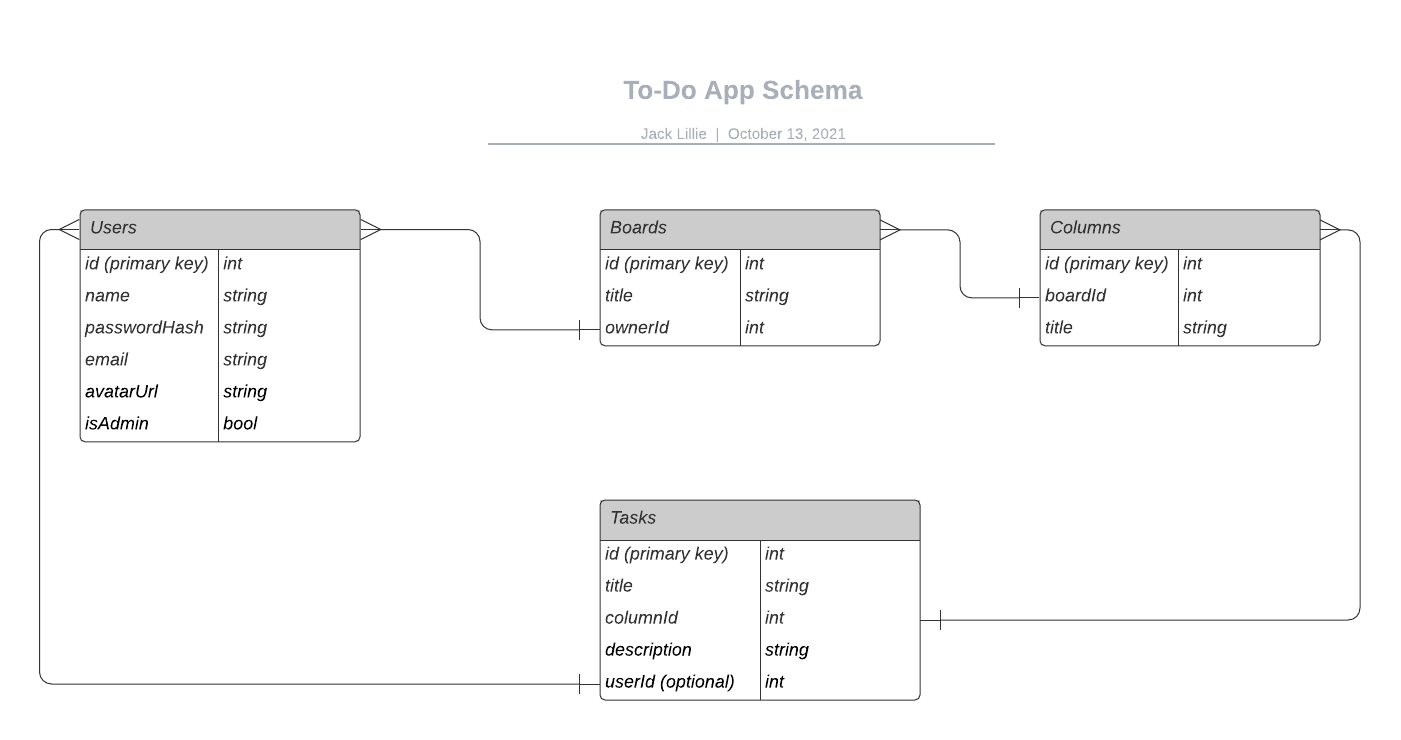 To-Do App Schema
Jack Lillie | October 13, 2021
Users
id (primary key) int
name string
passwordHash string
email string
avatarUrl string
isAdmin bool
Boards
id (primary key) int
title string
ownerId int
Columns
id (primary key) int
boardId int
title string
Tasks
id (primary key) int
title string
columnId int
description string
userId (optional) int